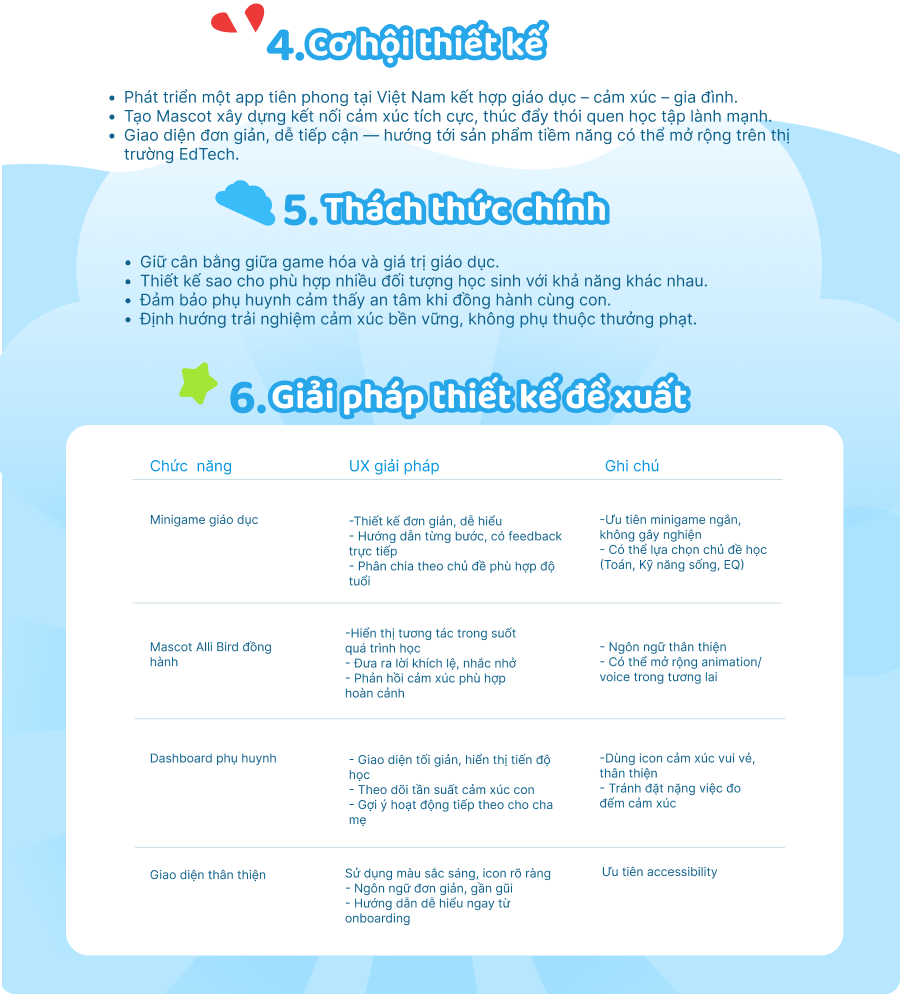 4.Cơ hội thiết kế
• Phát triển một app tiên phong tại Việt Nam kết hợp giáo dục – cảm xúc – gia đình.
• Tạo Mascot xây dựng kết nối cảm xúc tích cực, thúc đẩy thói quen học tập lành mạnh.
• Giao diện đơn giản, dễ tiếp cận — hướng tới sản phẩm tiềm năng có thể mở rộng trên thị
trường EdTech.
5. Thách thức chính
• Giữ cân bằng giữa game hóa và giá trị giáo dục.
• Thiết kế sao cho phù hợp nhiều đối tượng học sinh với khả năng khác nhau.
• Đảm bảo phụ huynh cảm thấy an tâm khi đồng hành cùng con.
• Định hướng trải nghiệm cảm xúc bền vững, không phụ thuộc thưởng phạt.
6.Giải pháp thiết kế đề xuất
Chức năng
UX giải pháp
Ghi chú
Minigame giáo dục
-Thiết kế đơn giản, dễ hiểu
- Hướng dẫn từng bước, có feedback
trực tiếp
- Phân chia theo chủ đề phù hợp độ
tuổi
-Ưu tiên minigame ngắn,
không gây nghiện
- Có thể lựa chọn chủ đề học
(Toán, Kỹ năng sống, EQ)
Mascot Alli Bird đồng
hành
-Hiển thị tương tác trong suốt
quá trình học
- Đưa ra lời khích lệ, nhắc nhở
- Phản hồi cảm xúc phù hợp
hoàn cảnh
- Ngôn ngữ thân thiện
- Có thể mở rộng animation/
voice trong tương lai
Dashboard phụ huynh
- Giao diện tối giản, hiển thị tiến độ
học
- Theo dõi tần suất cảm xúc con
- Gợi ý hoạt động tiếp theo cho cha
mẹ
-Dùng icon cảm xúc vui vẻ,
thân thiện
- Tránh đặt nặng việc đo
đếm cảm xúc
Giao diện thân thiện
Sử dụng màu sắc sáng, icon rõ ràng
- Ngôn ngữ đơn giản, gần gũi
- Hướng dẫn dễ hiểu ngay từ
onboarding
Ưu tiên accessibility